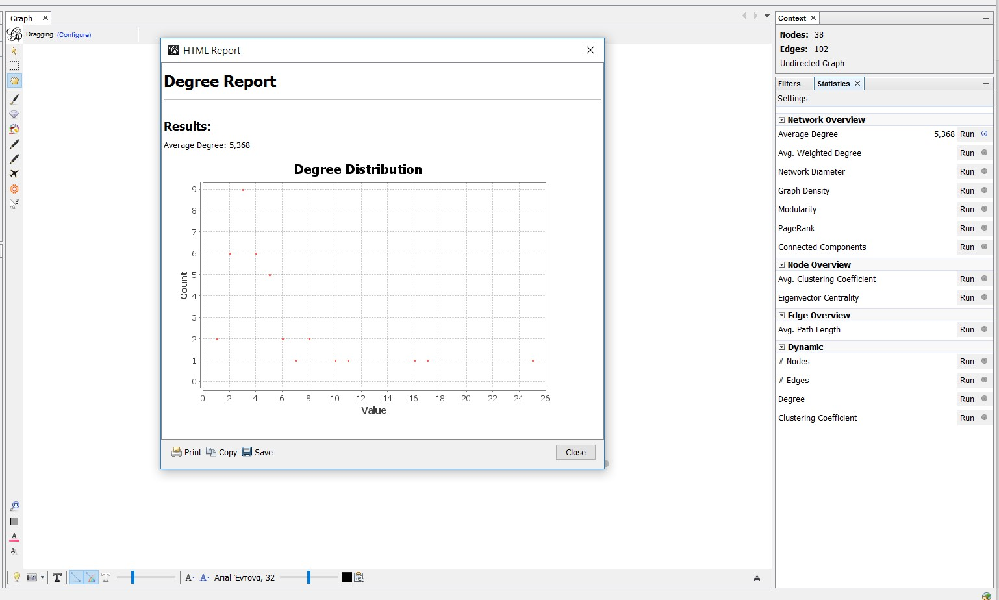 Graph
Dragging (Configure)
HTML Report
Degree Report
Results:
Average Degree: 5,368
Degree Distribution
9
8
7
6
5
4
3
2
1
0
Count
0 2 4 6 8 10 12 14 16 18 20 22 24 26
Value
Print Copy Save Close
Arial Έντονα, 32
Context
Nodes: 38
Edges: 102
Undirected Graph
Filters Statistics
Settings
Network Overview
Average Degree 5,368 Run
Avg. Weighted Degree Run
Network Diameter Run
Graph Density Run
Modularity Run
PageRank Run
Connected Components Run
Node Overview
Avg. Clustering Coefficient Run
Eigenvector Centrality Run
Edge Overview
Avg. Path Length Run
Dynamic
# Nodes Run
# Edges Run
Degree Run
Clustering Coefficient Run